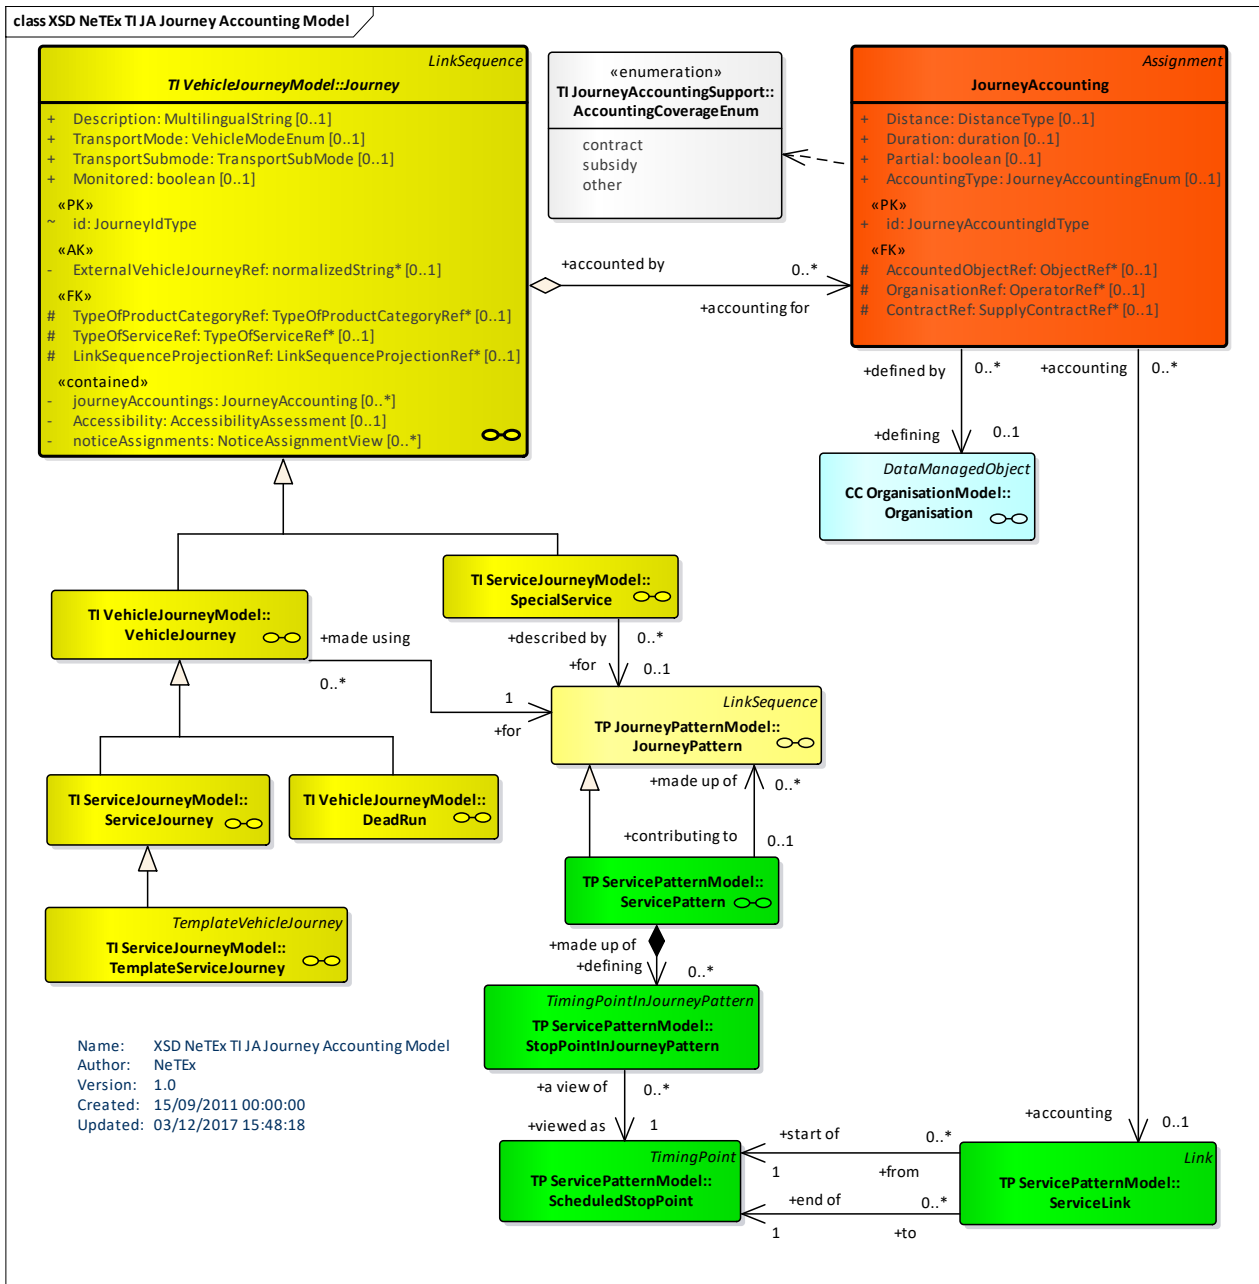 class XSD NeTEx TI JA Journey Accounting Model
LinkSequence
TI VehicleJourneyModel::Journey
+ Description: MultilingualString [0..1]
+ TransportMode: VehicleModeEnum [0..1]
+ TransportSubmode: TransportSubMode [0..1]
+ Monitored: boolean [0..1]
«PK»
~ id: JourneyIdType
«AK»
- ExternalVehicleJourneyRef: normalizedString* [0..1]
«FK»
# TypeOfProductCategoryRef: TypeOfProductCategoryRef* [0..1]
# TypeOfServiceRef: TypeOfServiceRef* [0..1]
# LinkSequenceProjectionRef: LinkSequenceProjectionRef* [0..1]
«contained»
- journeyAccountings: JourneyAccounting [0..*]
- Accessibility: AccessibilityAssessment [0..1]
- noticeAssignments: NoticeAssignmentView [0..*]
«enumeration»
TI JourneyAccountingSupport::
AccountingCoverageEnum
contract
subsidy
other
Assignment
JourneyAccounting
+ Distance: DistanceType [0..1]
+ Duration: duration [0..1]
+ Partial: boolean [0..1]
+ AccountingType: JourneyAccountingEnum [0..1]
«PK»
+ id: JourneyAccountingIdType
«FK»
# AccountedObjectRef: ObjectRef* [0..1]
# OrganisationRef: OperatorRef* [0..1]
# ContractRef: SupplyContractRef* [0..1]
+accounted by
0..*
+accounting for
+defined by
0..*
+accounting
0..*
+defining
0..1
DataManagedObject
CC OrganisationModel::
Organisation
TI ServiceJourneyModel::
SpecialService
TI VehicleJourneyModel::
VehicleJourney
+made using
0..*
+described by
0..*
+for
0..1
1
+for
LinkSequence
TP JourneyPatternModel::
JourneyPattern
TI ServiceJourneyModel::
ServiceJourney
TI VehicleJourneyModel::
DeadRun
+made up of
0..*
+contributing to
0..1
TP ServicePatternModel::
ServicePattern
TemplateVehicleJourney
TI ServiceJourneyModel::
TemplateServiceJourney
+made up of
+defining
0..*
TimingPointInJourneyPattern
TP ServicePatternModel::
StopPointInJourneyPattern
Name: XSD NeTEx TI JA Journey Accounting Model
Author: NeTEx
Version: 1.0
Created: 15/09/2011 00:00:00
Updated: 03/12/2017 15:48:18
+a view of
0..*
+viewed as
1
+accounting
0..1
TimingPoint
TP ServicePatternModel::
ScheduledStopPoint
+start of
0..*
1
+from
+end of
0..*
1
+to
Link
TP ServicePatternModel::
ServiceLink